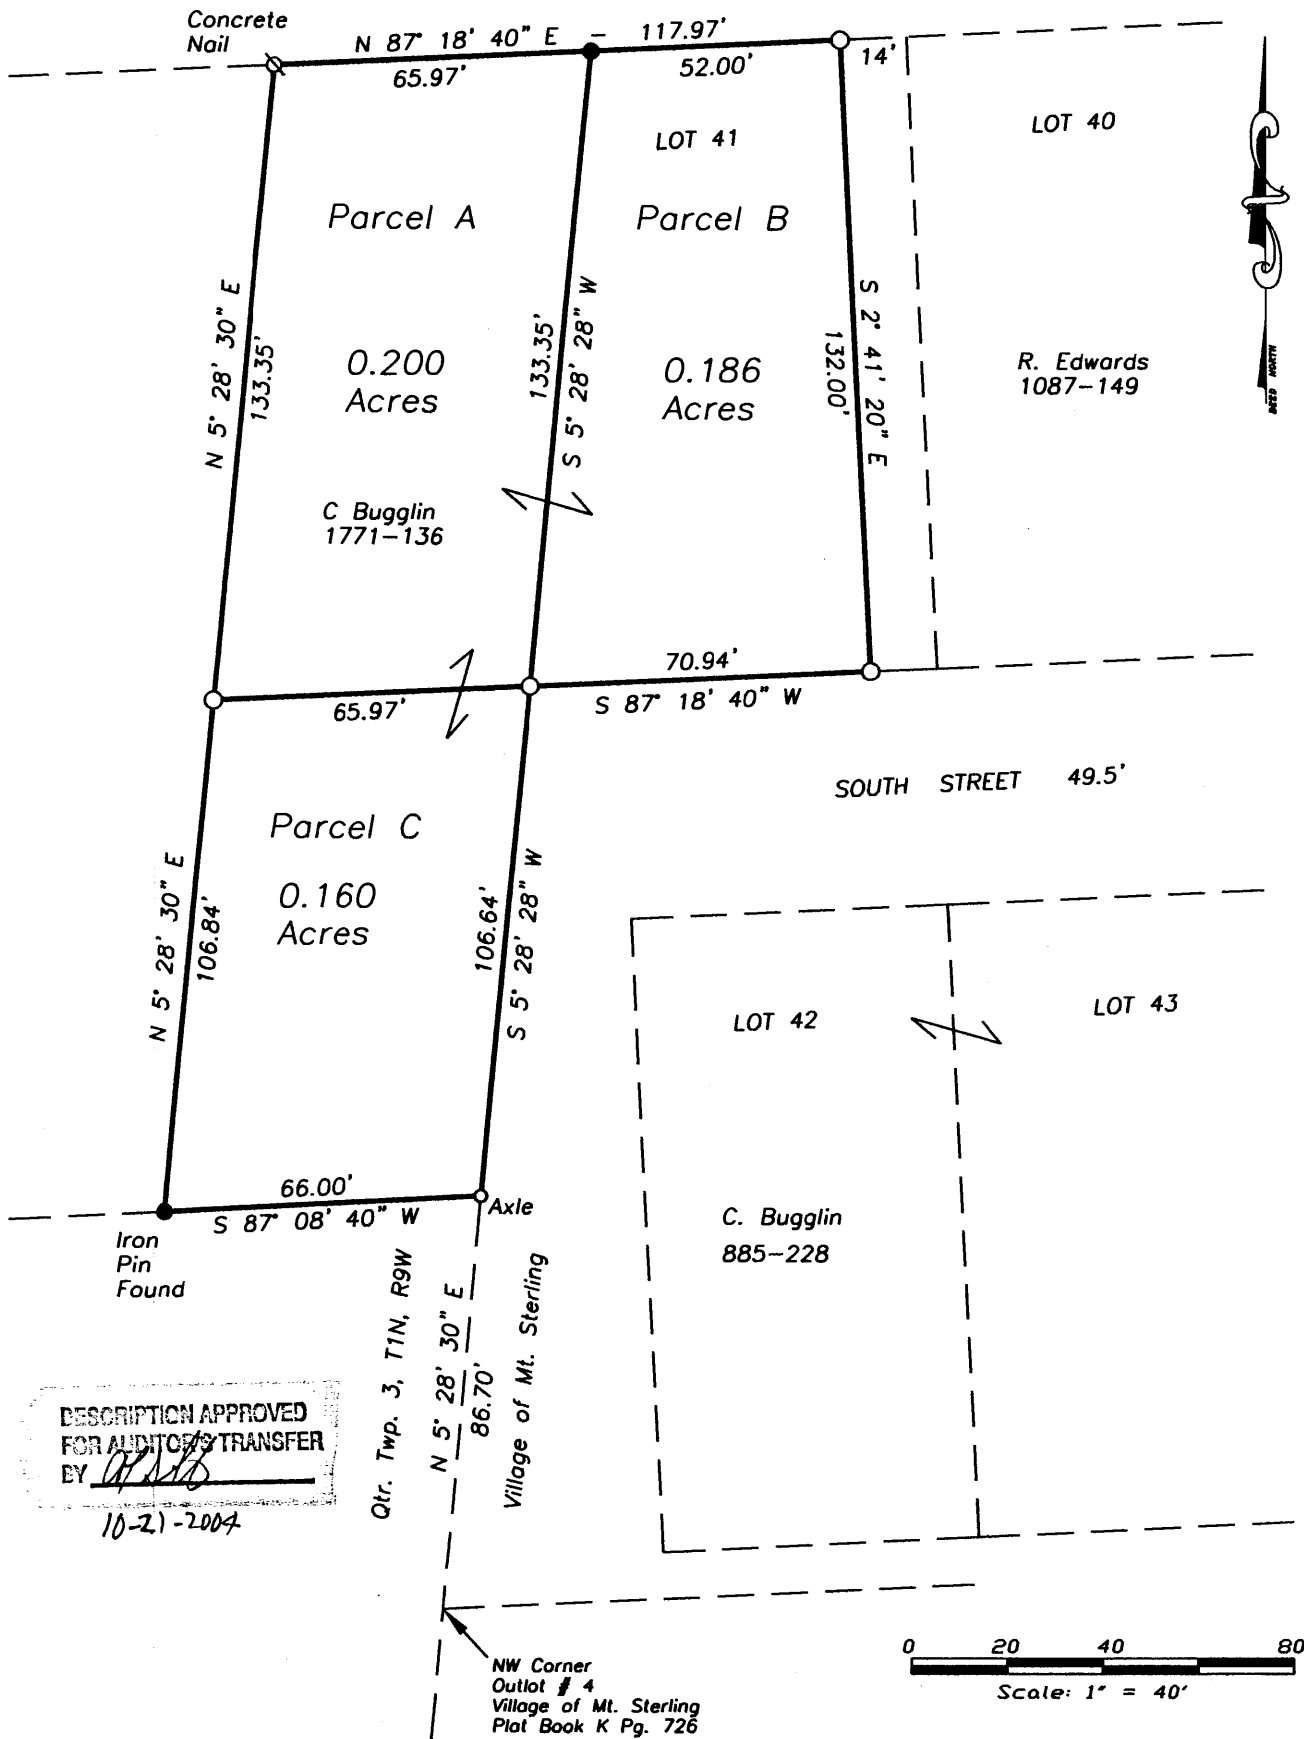 Concrete
Nail
N 87° 18' 40" E - 117.97'
65.97'
52.00'
14'
LOT 41
LOT 40
Parcel A
Parcel B
N 5° 28' 30" E
133.35'
133.35'
S 5° 28' 28" W
S 2° 41' 20" E
132.00'
0.200
Acres
0.186
Acres
R. Edwards
1087-149
DEED NORTH
C Bugglin
1771-136
70.94'
65.97'
S 87° 18' 40" W
SOUTH STREET 49.5'
Parcel C
0.160
Acres
N 5° 28' 30" E
106.84'
106.64'
S 5° 28' 28" W
LOT 42
LOT 43
66.00'
S 87° 08' 40" W
Axle
Iron
Pin
Found
C. Bugglin
885-228
Qtr. Twp. 3, T1N, R9W
N 5° 28' 30" E
86.70'
Village of Mt. Sterling
DESCRIPTION APPROVED
FOR AUDITOR'S TRANSFER
BY
10-21-2004
NW Corner
Outlot # 4
Village of Mt. Sterling
Plat Book K Pg. 726
0 20 40 80
Scale: 1" = 40'